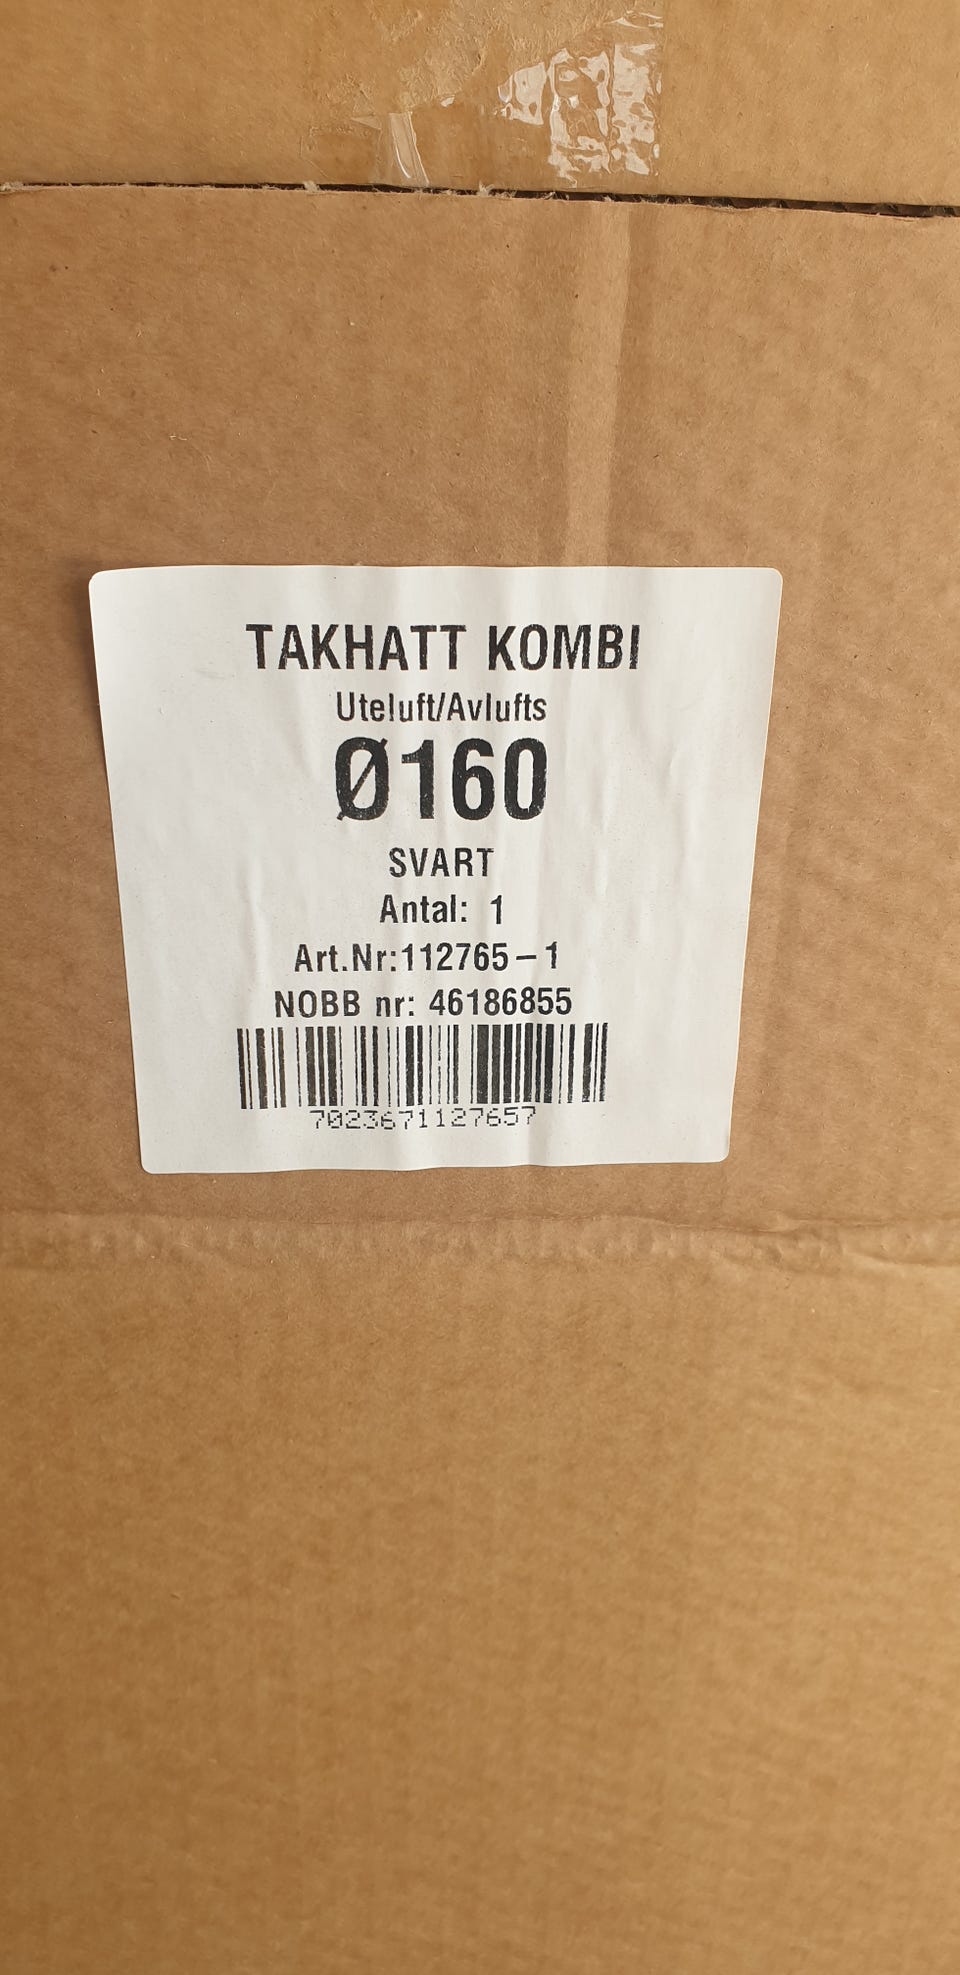 TAKHATT KOMBI
Uteluft/Avlufts
Ø160
SVART
Antal: 1
Art.Nr:112765-1
NOBB nr: 46186855
7023671127657